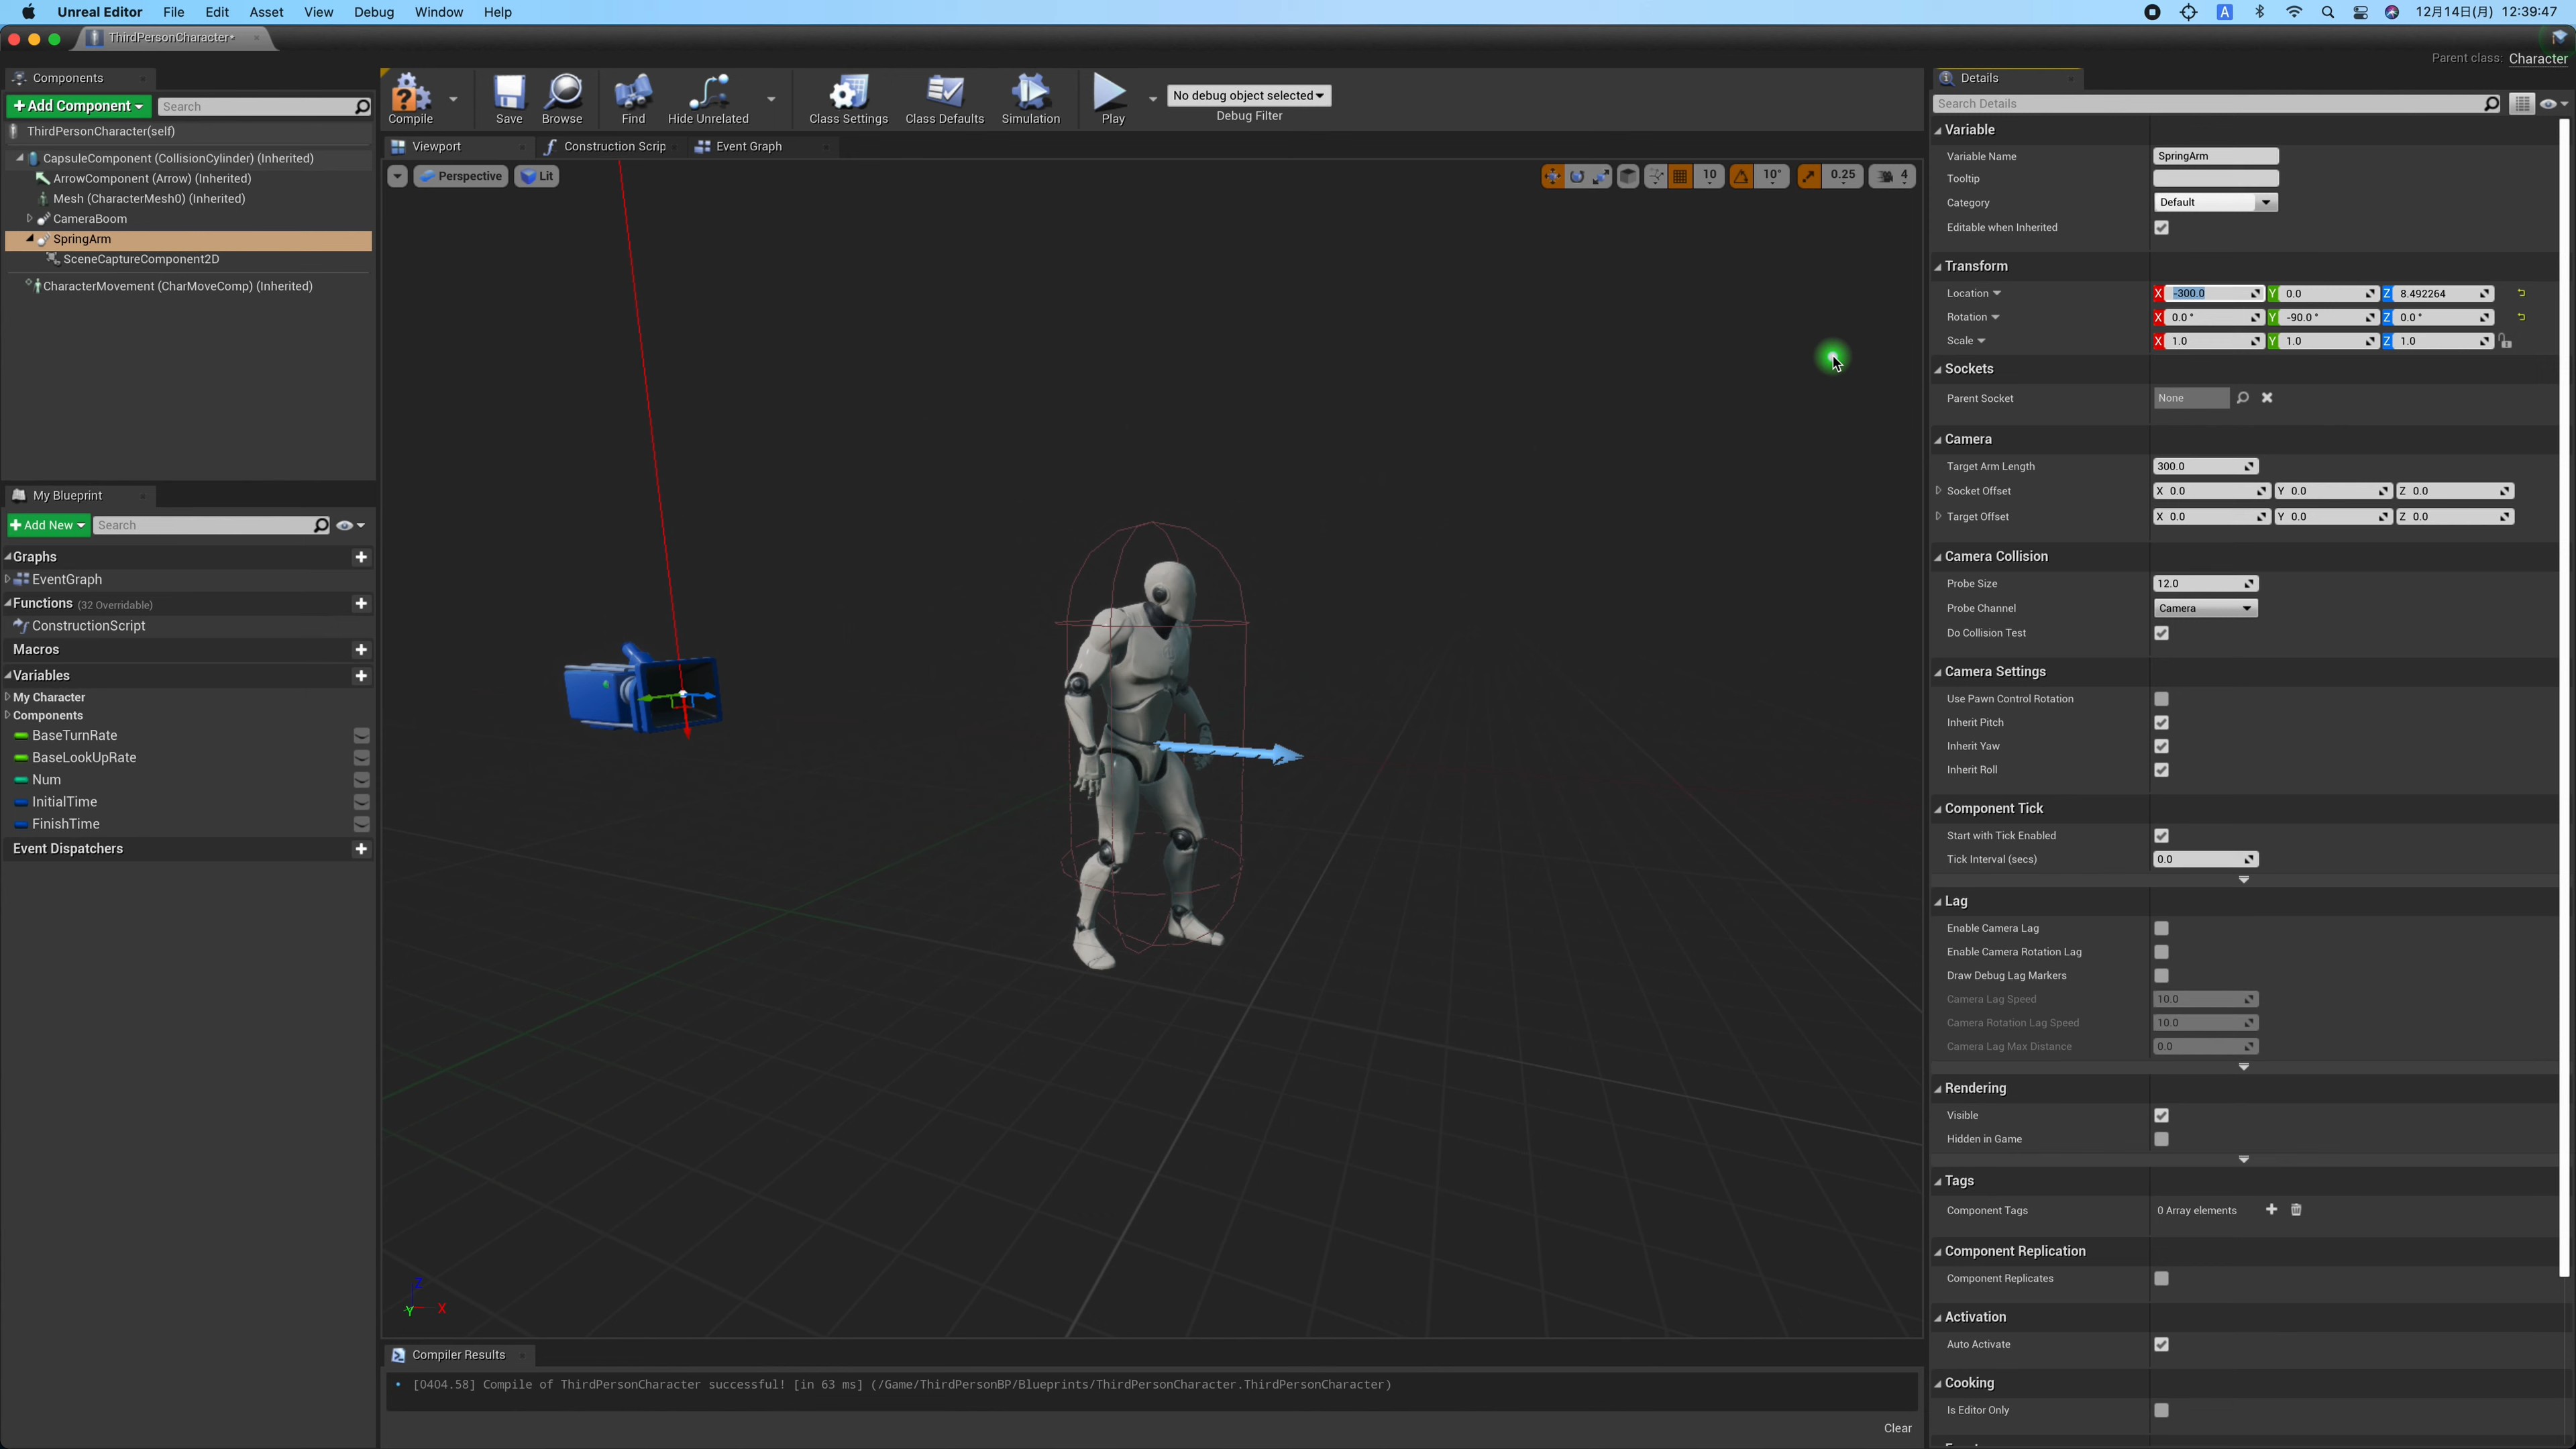 Unreal Editor File Edit Asset View Debug Window Help
A 12月14日(月) 12:39:47
ThirdPersonCharacter*
Parent class: Character
Components
+Add Component Search
ThirdPersonCharacter(self)
CapsuleComponent (CollisionCylinder) (Inherited)
ArrowComponent (Arrow) (Inherited)
Mesh (CharacterMesh0) (Inherited)
CameraBoom
SpringArm
SceneCaptureComponent2D
CharacterMovement (CharMoveComp) (Inherited)
My Blueprint
+Add New Search
Graphs
EventGraph
Functions (32 Overridable)
ConstructionScript
Macros
Variables
My Character
Components
BaseTurnRate
BaseLookUpRate
Num
InitialTime
FinishTime
Event Dispatchers
Compile Save Browse Find Hide Unrelated Class Settings Class Defaults Simulation Play
No debug object selected
Debug Filter
Viewport Construction Scrip Event Graph
Perspective Lit 10 10° 0.25 4
Z
Y X
Compiler Results
[0404.58] Compile of ThirdPersonCharacter successful! [in 63 ms] (/Game/ThirdPersonBP/Blueprints/ThirdPersonCharacter.ThirdPersonCharacter)
Clear
Details
Search Details
Variable
Variable Name SpringArm
Tooltip
Category Default
Editable when Inherited
Transform
Location X -300.0 Y 0.0 Z 8.492264
Rotation X 0.0 ° Y -90.0 ° Z 0.0 °
Scale X 1.0 Y 1.0 Z 1.0
Sockets
Parent Socket None
Camera
Target Arm Length 300.0
Socket Offset X 0.0 Y 0.0 Z 0.0
Target Offset X 0.0 Y 0.0 Z 0.0
Camera Collision
Probe Size 12.0
Probe Channel Camera
Do Collision Test
Camera Settings
Use Pawn Control Rotation
Inherit Pitch
Inherit Yaw
Inherit Roll
Component Tick
Start with Tick Enabled
Tick Interval (secs) 0.0
Lag
Enable Camera Lag
Enable Camera Rotation Lag
Draw Debug Lag Markers
Camera Lag Speed 10.0
Camera Rotation Lag Speed 10.0
Camera Lag Max Distance 0.0
Rendering
Visible
Hidden in Game
Tags
Component Tags 0 Array elements
Component Replication
Component Replicates
Activation
Auto Activate
Cooking
Is Editor Only